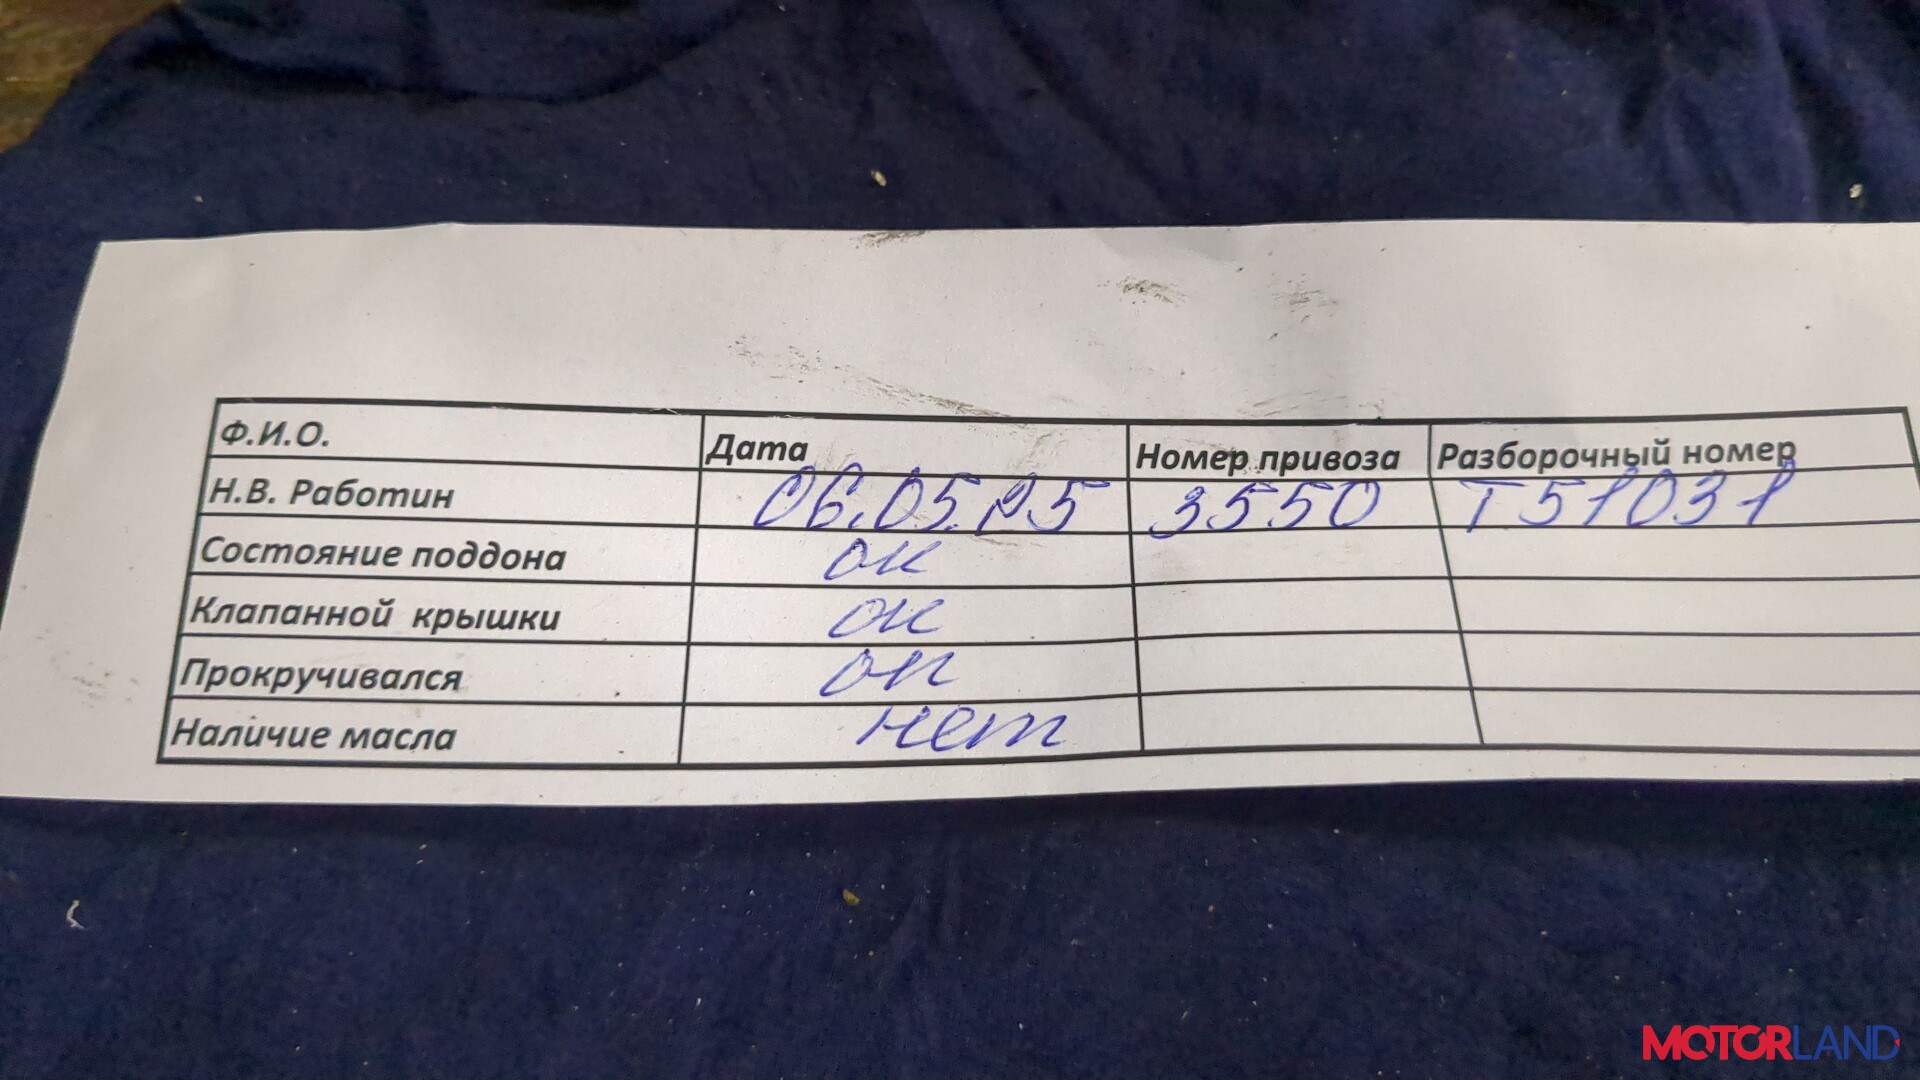 Ф.И.О. Дата Номер привоза Разборочный номер
Н.В. Работин 06.05.25 3550 Т51031
Состояние поддона ок
Клапанной крышки ок
Прокручивался ок
Наличие масла нет
MOTORLAND